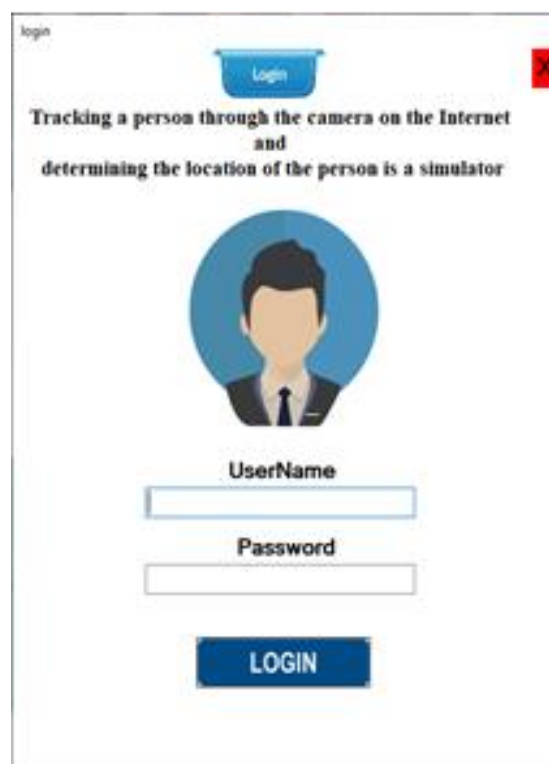 login
Login
X
Tracking a person through the camera on the Internet
and
determining the location of the person is a simulator
UserName
Password
LOGIN